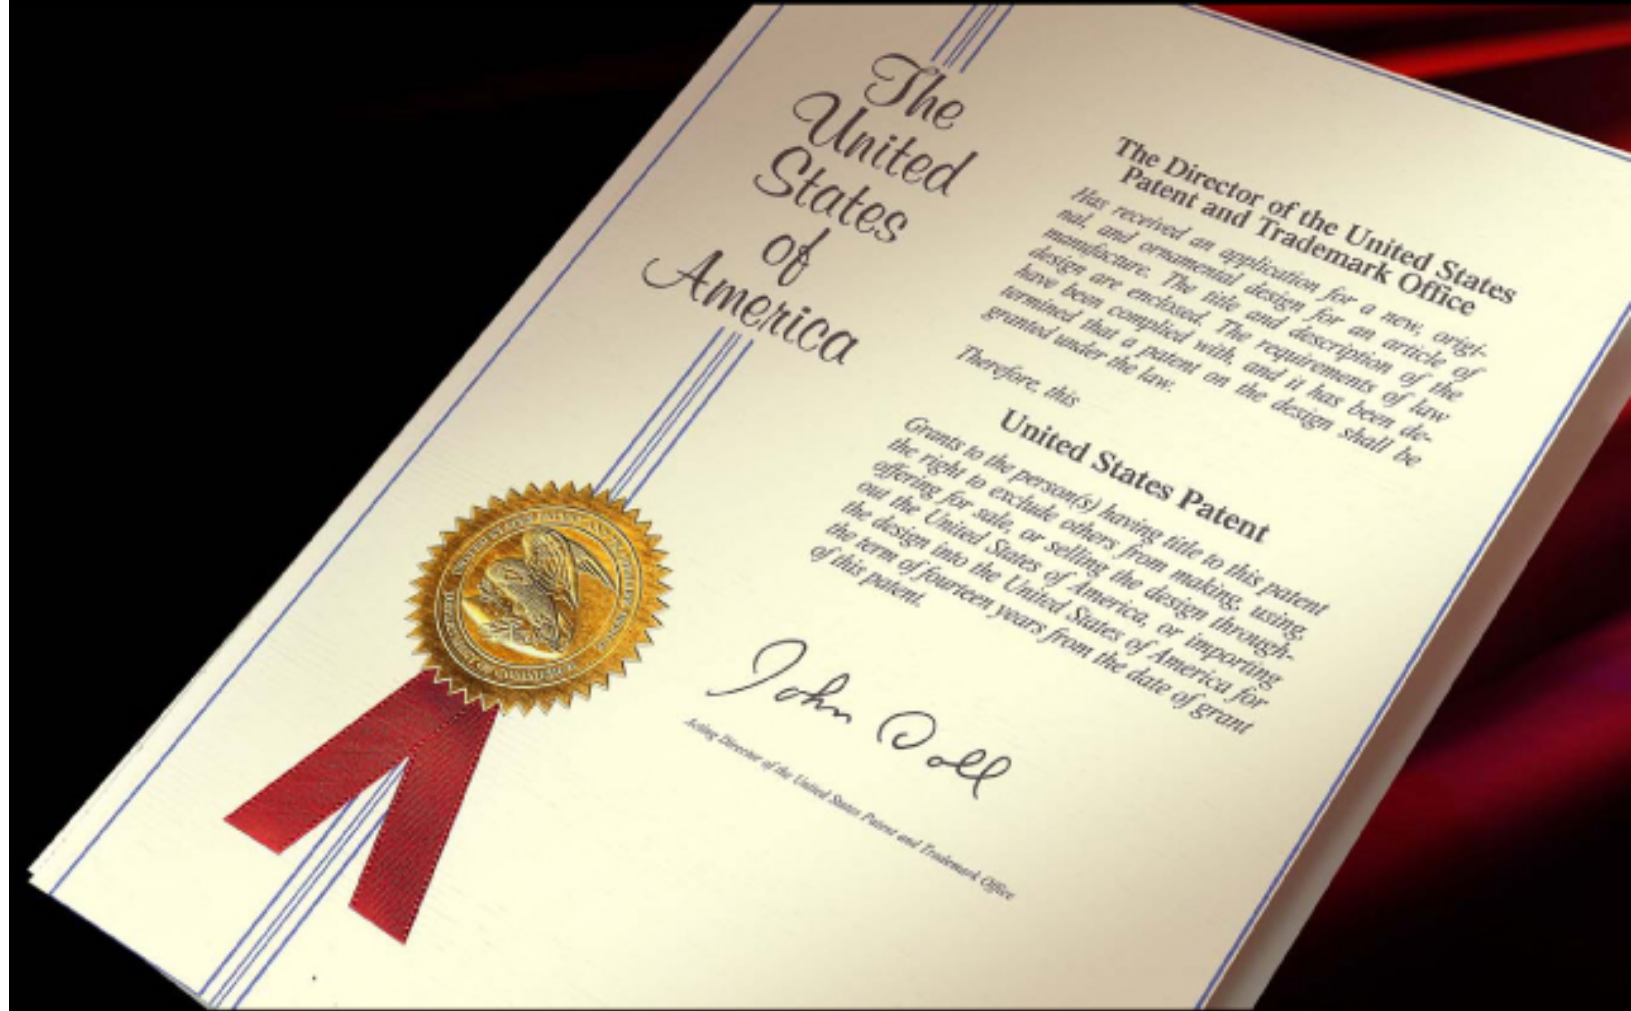 The
United
States
of
America
The Director of the United States
Patent and Trademark Office
Has received an application for a new, origi-
nal, and ornamental design for an article of
manufacture. The title and description of the
design are enclosed. The requirements of law
have been complied with, and it has been de-
termined that a patent on the design shall be
granted under the law.
Therefore, this
United States Patent
Grants to the person(s) having title to this patent
the right to exclude others from making, using,
offering for sale, or selling the design through-
out the United States of America, or importing
the design into the United States of America for
the term of fourteen years from the date of grant
of this patent.
John Doll
Acting Director of the United States Patent and Trademark Office